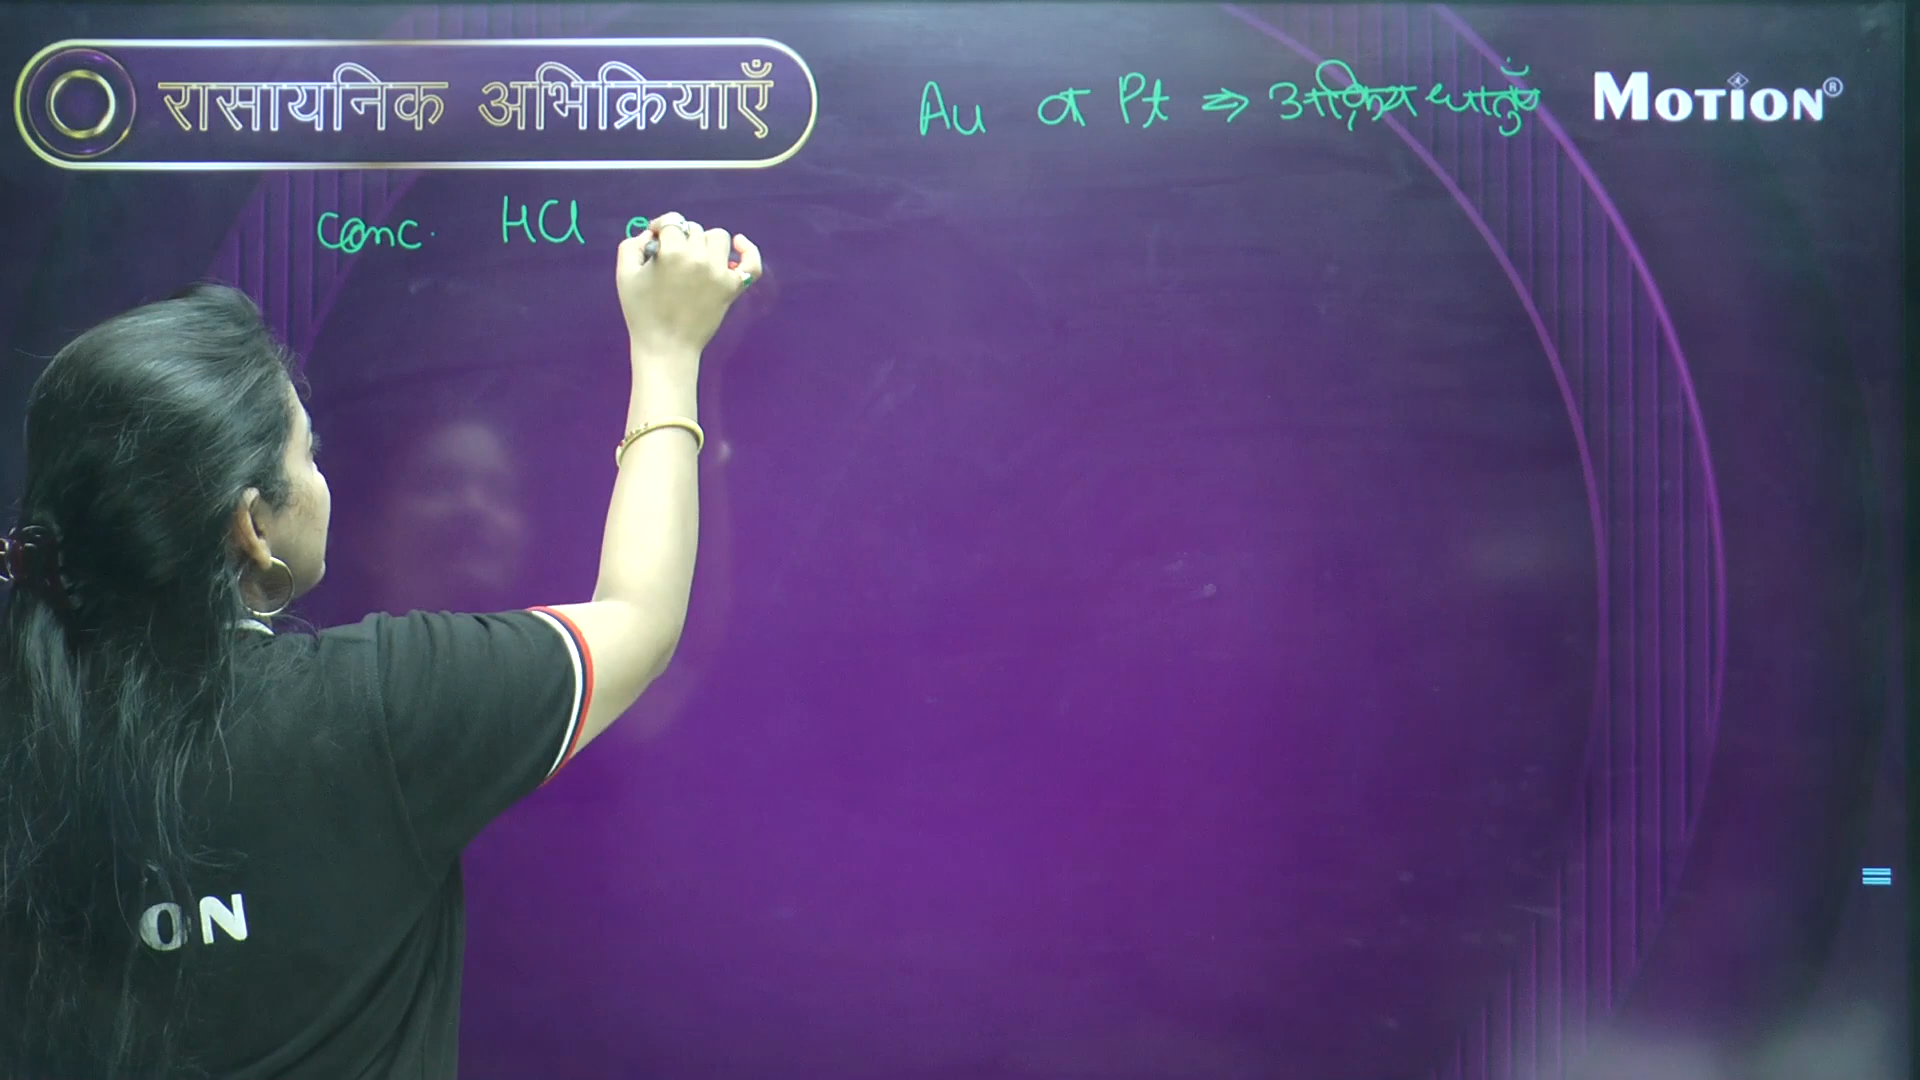 रासायनिक अभिक्रियाएँ
Au व Pt ⇒ अक्रिय धातुएँ
MOTION®
Conc. HCl
ON